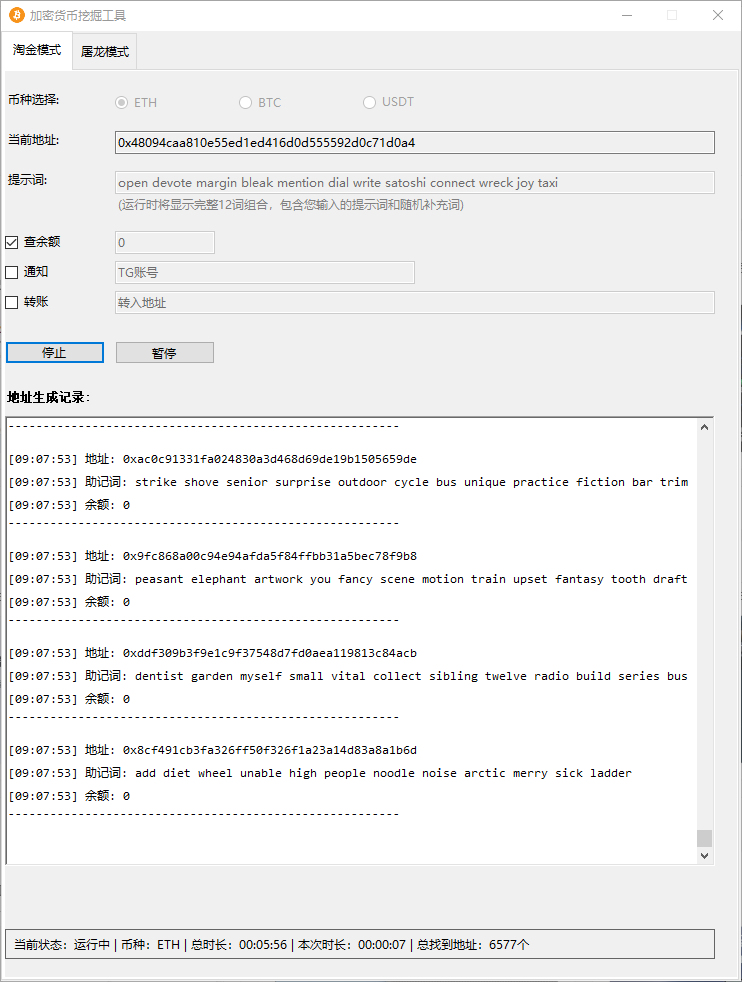 加密货币挖掘工具
淘金模式 屠龙模式
币种选择: ETH BTC USDT
当前地址: 0x48094caa810e55ed1ed416d0d555592d0c71d0a4
提示词: open devote margin bleak mention dial write satoshi connect wreck joy taxi
(运行时将显示完整12词组合，包含您输入的提示词和随机补充词)
查余额 0
通知 TG账号
转账 转入地址
停止 暂停
地址生成记录:
--------------------------------------------------------
[09:07:53] 地址: 0xac0c91331fa024830a3d468d69de19b1505659de
[09:07:53] 助记词: strike shove senior surprise outdoor cycle bus unique practice fiction bar trim
[09:07:53] 余额: 0
--------------------------------------------------------
[09:07:53] 地址: 0x9fc868a00c94e94afda5f84ffbb31a5bec78f9b8
[09:07:53] 助记词: peasant elephant artwork you fancy scene motion train upset fantasy tooth draft
[09:07:53] 余额: 0
--------------------------------------------------------
[09:07:53] 地址: 0xddf309b3f9e1c9f37548d7fd0aea119813c84acb
[09:07:53] 助记词: dentist garden myself small vital collect sibling twelve radio build series bus
[09:07:53] 余额: 0
--------------------------------------------------------
[09:07:53] 地址: 0x8cf491cb3fa326ff50f326f1a23a14d83a8a1b6d
[09:07:53] 助记词: add diet wheel unable high people noodle noise arctic merry sick ladder
[09:07:53] 余额: 0
--------------------------------------------------------
当前状态: 运行中 | 币种: ETH | 总时长: 00:05:56 | 本次时长: 00:00:07 | 总找到地址: 6577个